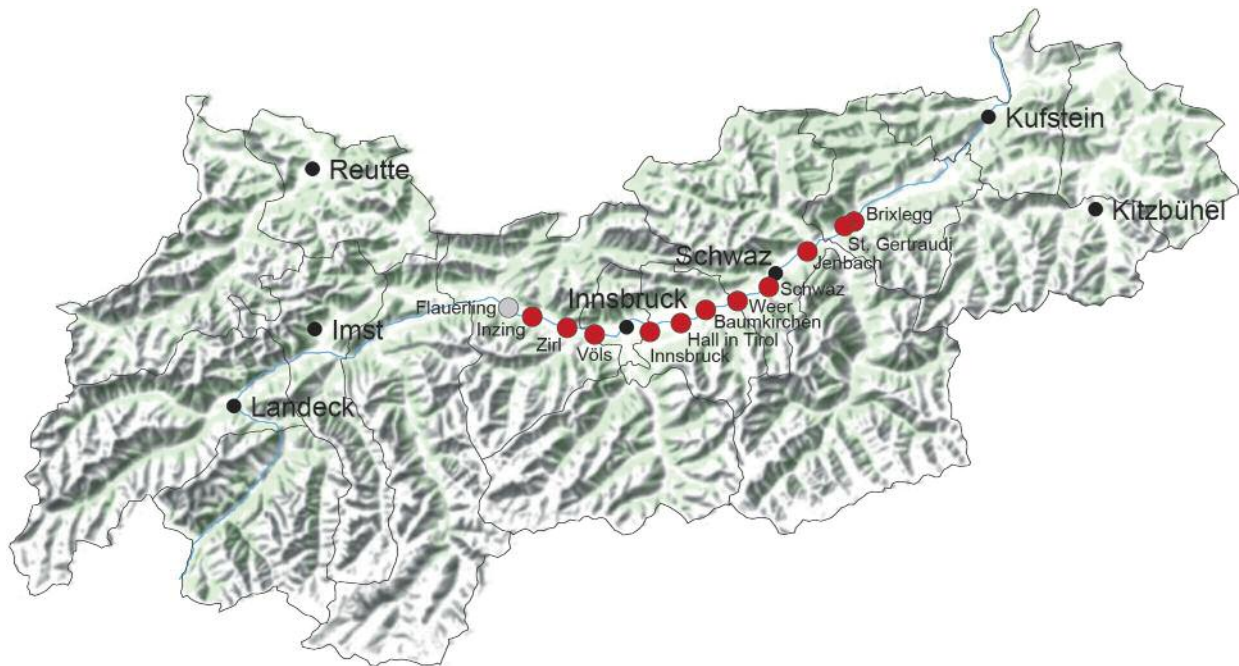 Kufstein
Reutte
Kitzbühel
Brixlegg
St. Gertraudi
Jenbach
Schwaz
Schwaz
Flauerling
Innsbruck
Weer
Inzing
Baumkirchen
Imst
Zirl
Hall in Tirol
Völs
Innsbruck
Landeck